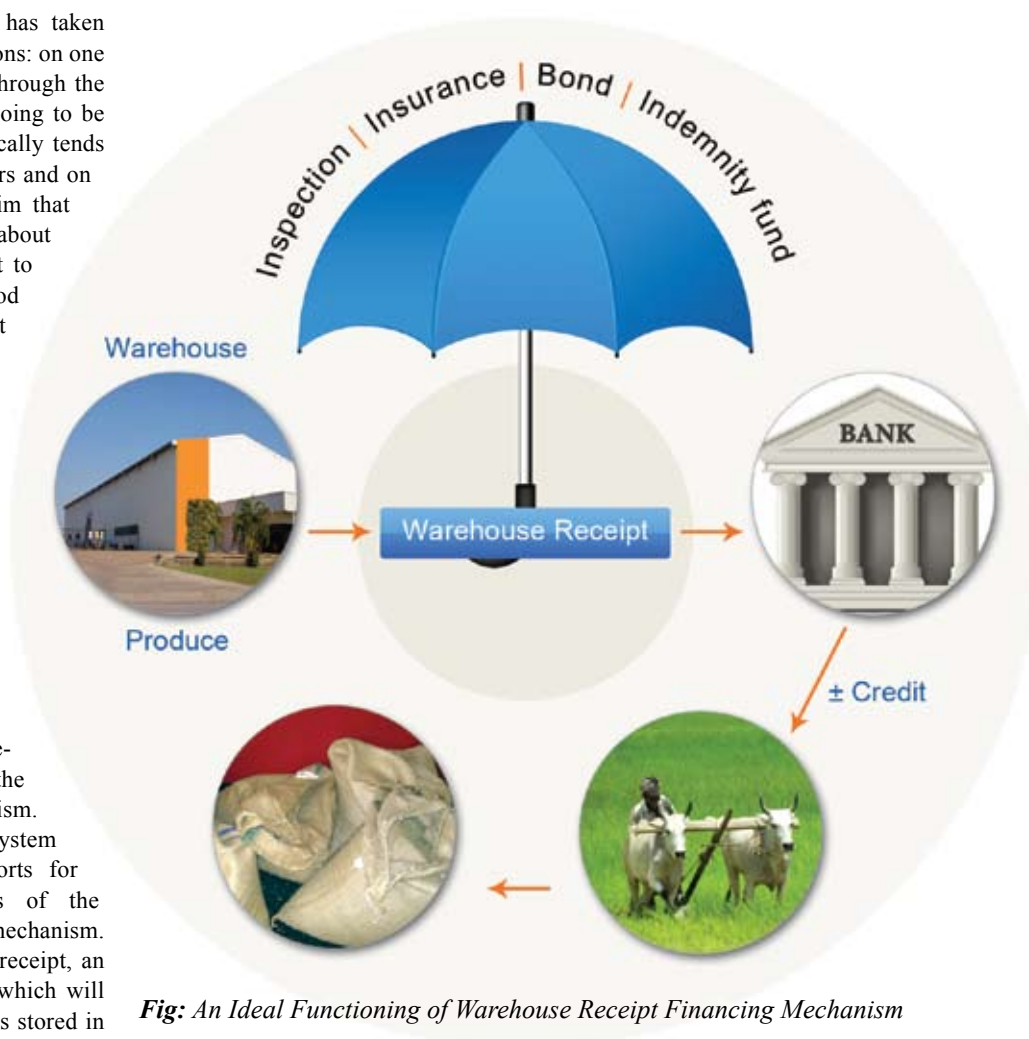 has taken
ons: on one
hrough the
oing to be
cally tends
rs and on
im that
about
t to
od
t
Inspection | Insurance | Bond | Indemnity fund
Warehouse
BANK
Warehouse Receipt
Produce
± Credit
e-
the
ism.
ystem
orts for
s of the
nechanism.
receipt, an
which will
s stored in
Fig: An Ideal Functioning of Warehouse Receipt Financing Mechanism